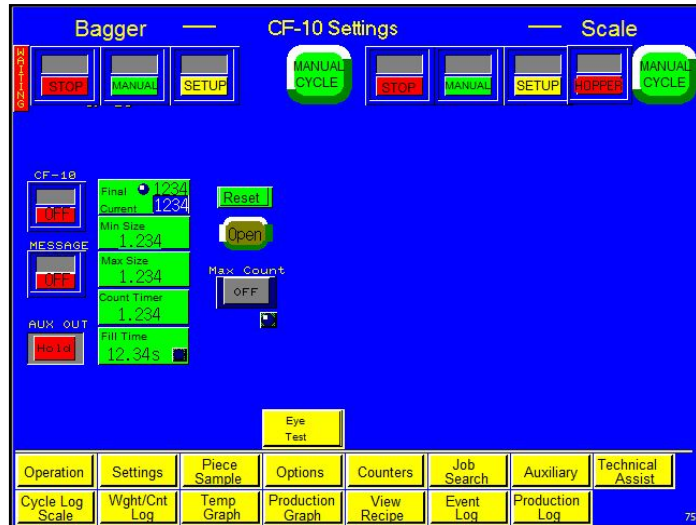 Bagger — CF-10 Settings — Scale
WAITING
STOP MANUAL SETUP MANUAL CYCLE STOP MANUAL SETUP HOPPER MANUAL CYCLE
CF-10
OFF
Final 1234
Current 1234
Reset
Min Size
1.234
Open
MESSAGE
OFF
Max Size
1.234
Max Count
OFF
Count Timer
1.234
AUX OUT
Hold
Fill Time
12.34s
Eye
Test
Operation Settings Piece Sample Options Counters Job Search Auxiliary Technical Assist
Cycle Log Scale Wght/Cnt Log Temp Graph Production Graph View Recipe Event Log Production Log
75